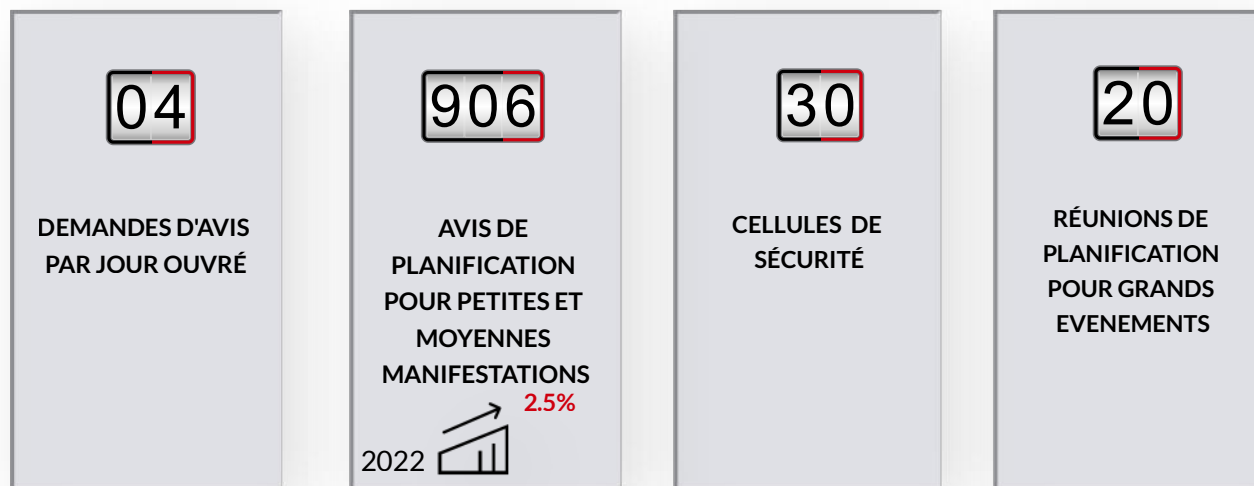 04
DEMANDES D'AVIS
PAR JOUR OUVRÉ
906
AVIS DE
PLANIFICATION
POUR PETITES ET
MOYENNES
MANIFESTATIONS
2.5%
2022
30
CELLULES DE
SÉCURITÉ
20
RÉUNIONS DE
PLANIFICATION
POUR GRANDS
EVENEMENTS